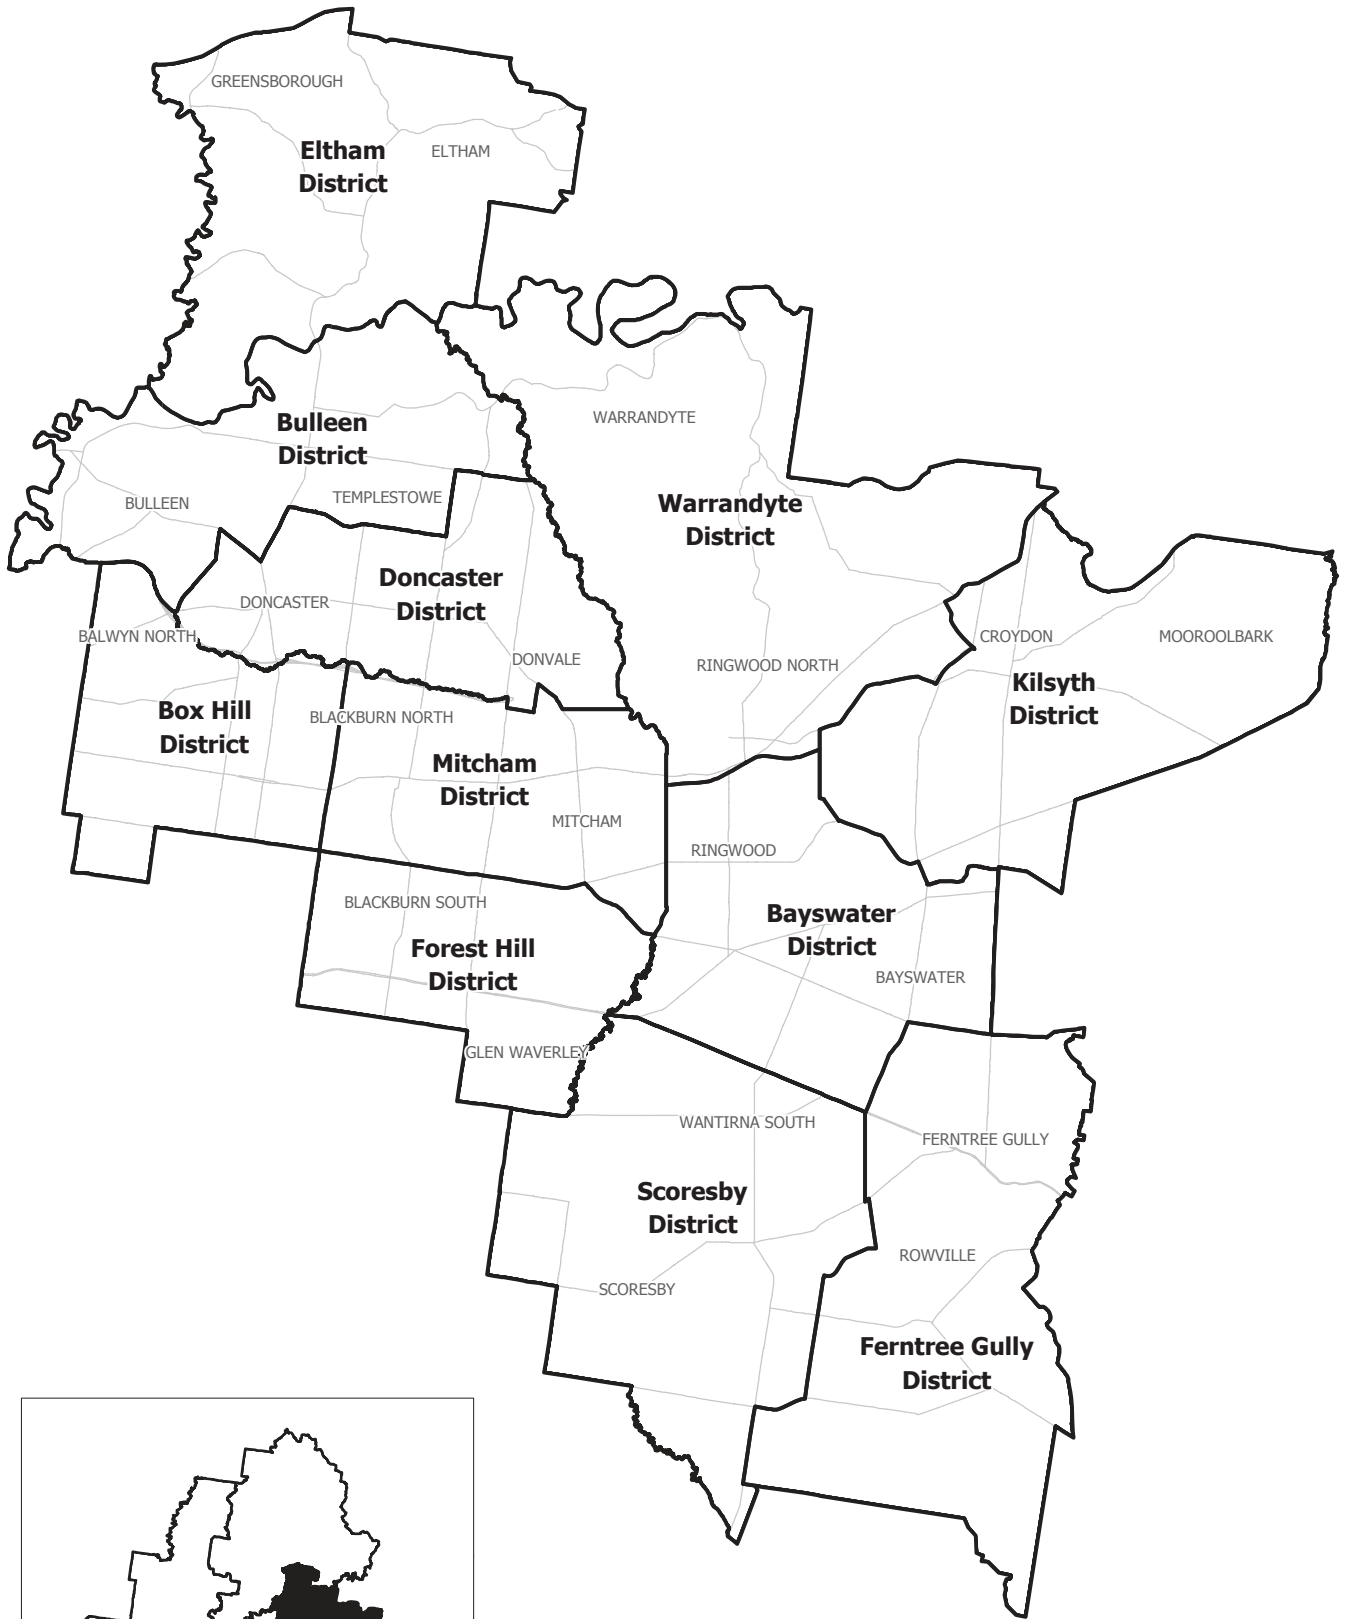 GREENSBOROUGH
Eltham
District
ELTHAM
WARRANDYTE
Bulleen
District
TEMPLESTOWE
BULLEEN
Warrandyte
District
Doncaster
District
DONCASTER
BALWYN NORTH
DONVALE
RINGWOOD NORTH
CROYDON
MOOROOLBARK
Kilsyth
District
Box Hill
District
BLACKBURN NORTH
Mitcham
District
MITCHAM
RINGWOOD
BLACKBURN SOUTH
Bayswater
District
Forest Hill
District
BAYSWATER
GLEN WAVERLEY
WANTIRNA SOUTH
FERNTREE GULLY
Scoresby
District
ROWVILLE
SCORESBY
Ferntree Gully
District